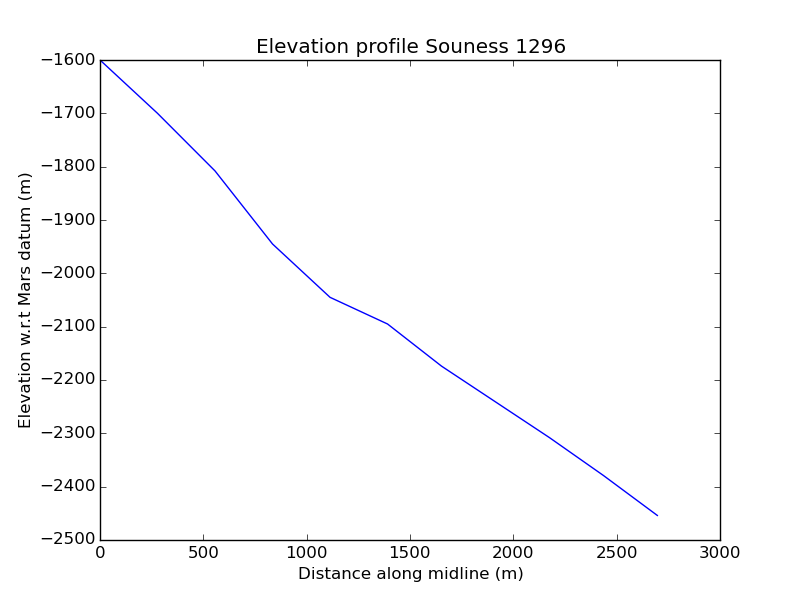 Elevation profile Souness 1296
Elevation w.r.t Mars datum (m)
−1600
−1700
−1800
−1900
−2000
−2100
−2200
−2300
−2400
−2500
0 500 1000 1500 2000 2500 3000
Distance along midline (m)